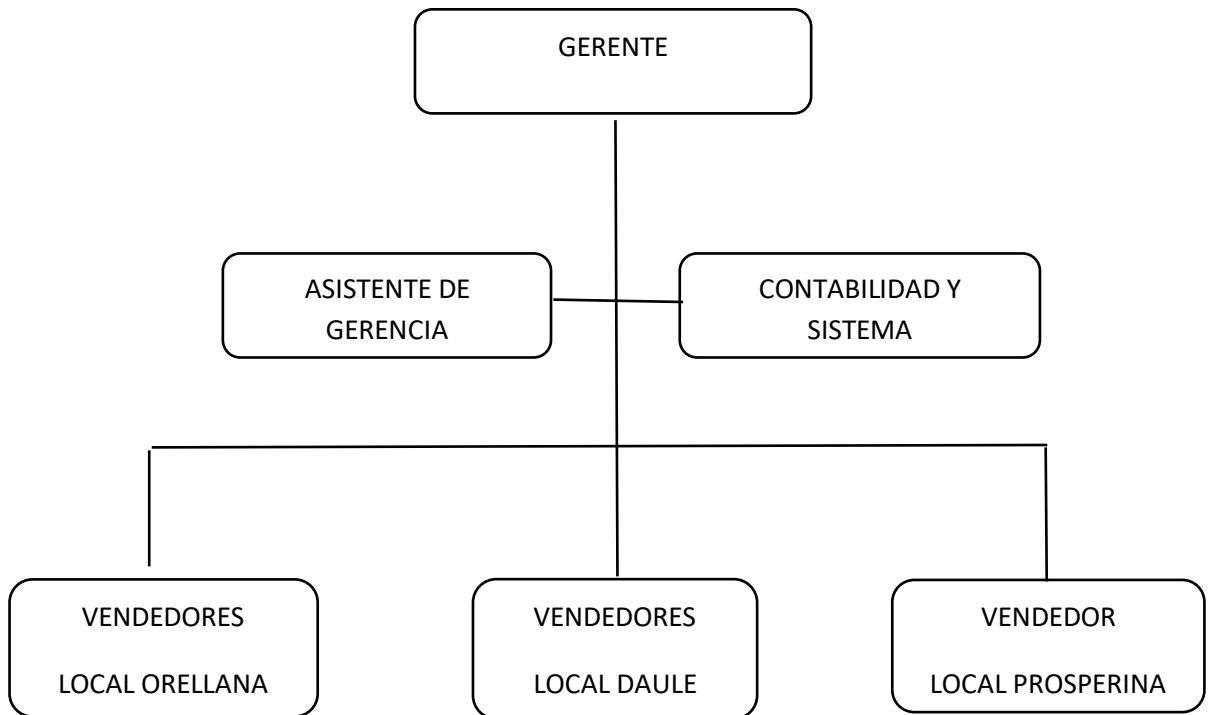 GERENTE
ASISTENTE DE
GERENCIA
CONTABILIDAD Y
SISTEMA
VENDEDORES
LOCAL ORELLANA
VENDEDORES
LOCAL DAULE
VENDEDOR
LOCAL PROSPERINA